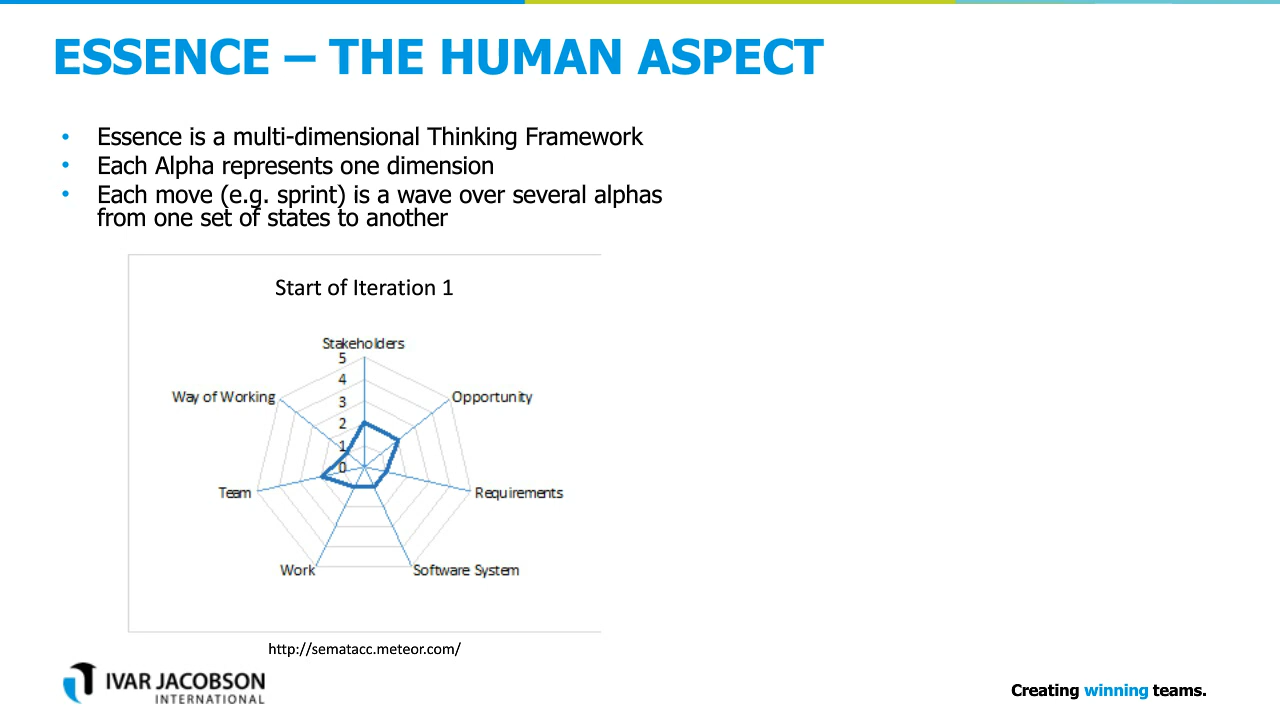 ESSENCE – THE HUMAN ASPECT
• Essence is a multi-dimensional Thinking Framework
• Each Alpha represents one dimension
• Each move (e.g. sprint) is a wave over several alphas
from one set of states to another
Start of Iteration 1
Stakeholders
5
4
3
2
1
0
Way of Working
Opportunity
Team
Requirements
Work
Software System
http://sematacc.meteor.com/
IVAR JACOBSON
INTERNATIONAL
Creating winning teams.